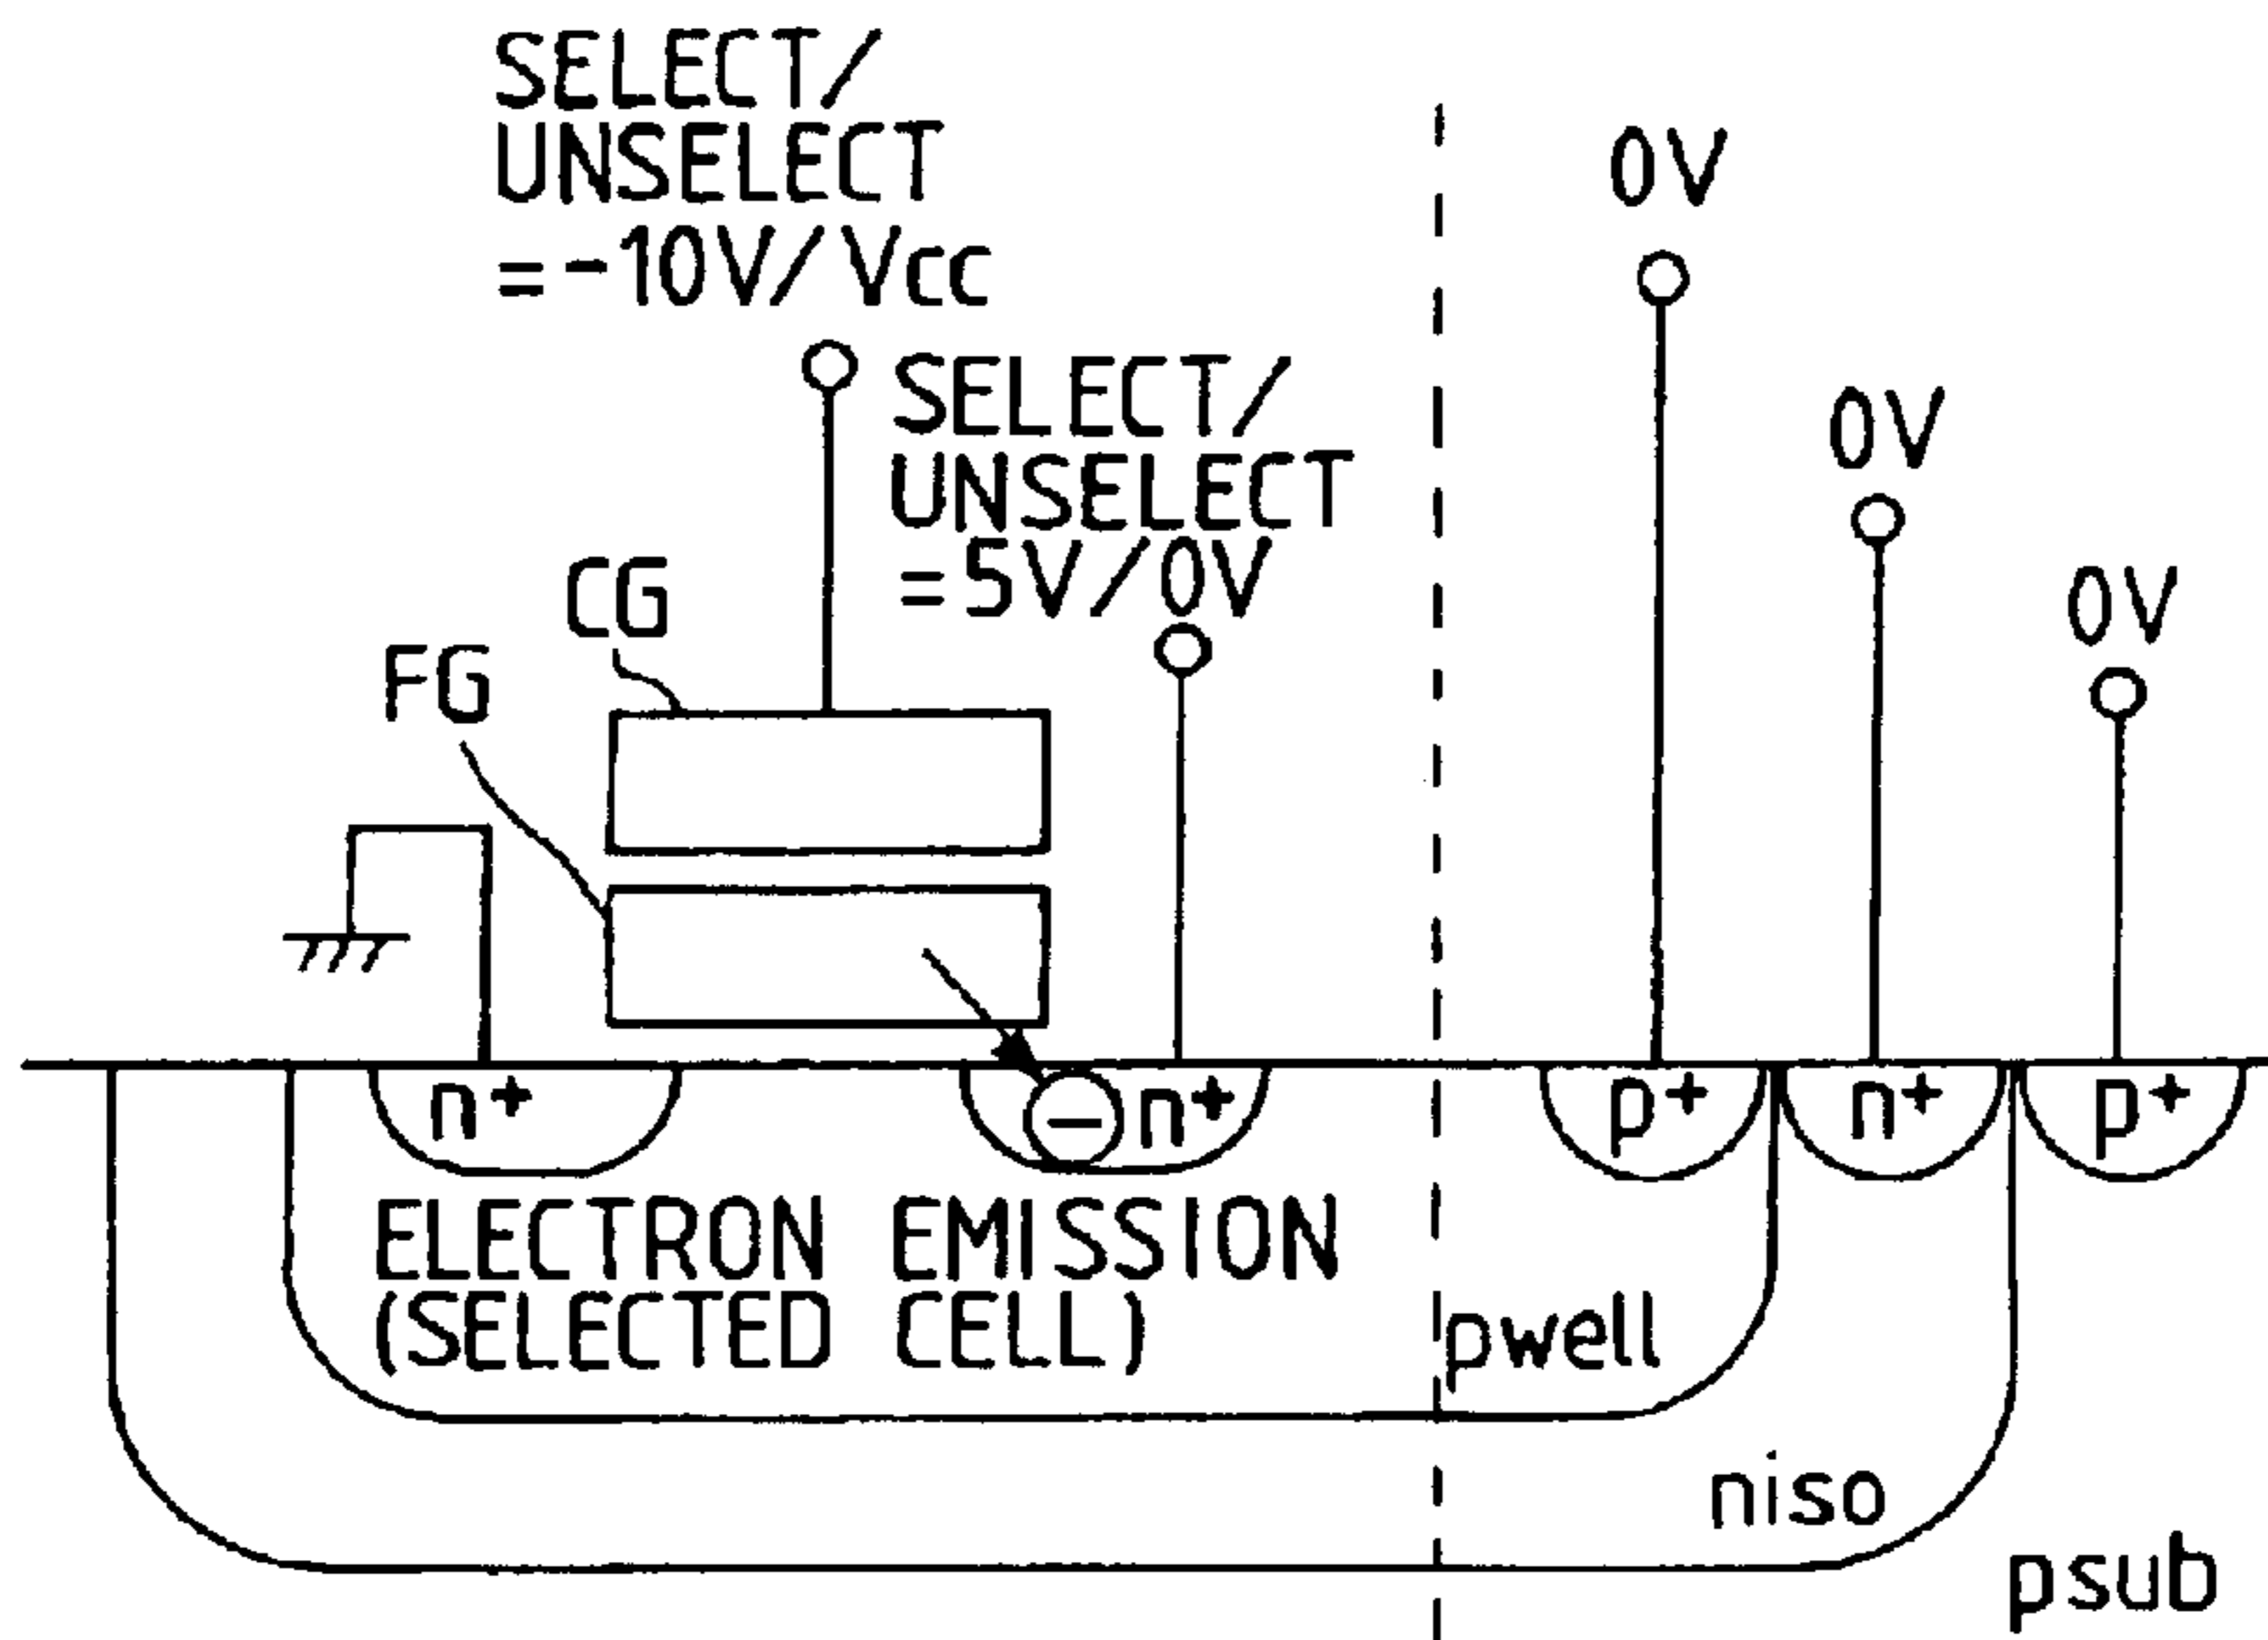 SELECT/
UNSELECT
=-10V/Vcc
SELECT/
UNSELECT
=5V/0V
0V
0V
0V
CG
FG
n+
− n+
p+
n+
p+
ELECTRON EMISSION
(SELECTED CELL)
pwell
niso
psub